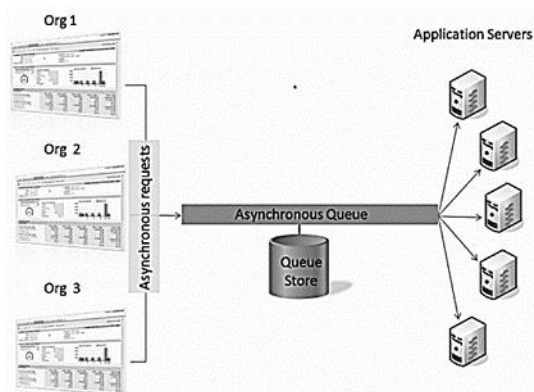 Org 1
Application Servers
Org 2
Asynchronous requests
Asynchronous Queue
Queue
Store
Org 3